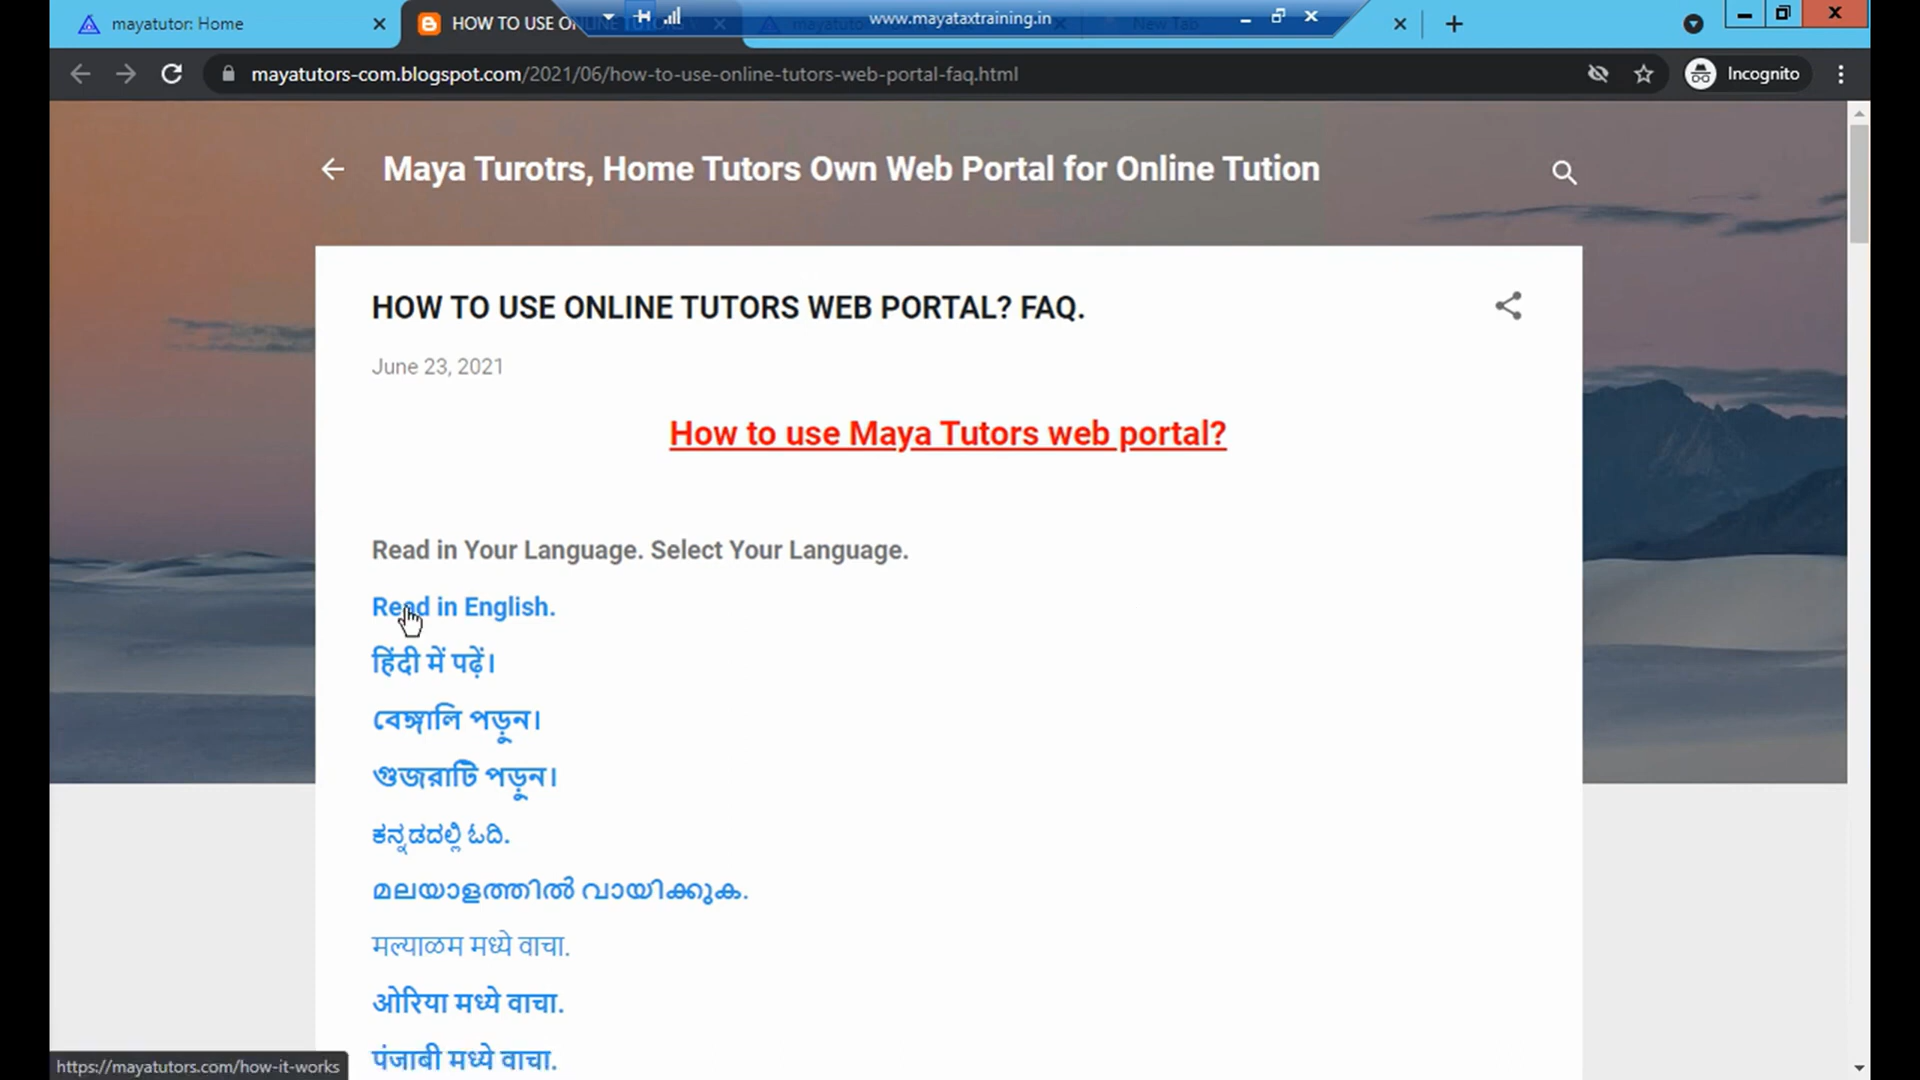 mayatutor: Home
HOW TO USE O
www.mayataxtraining.in
New Tab
mayatutors-com.blogspot.com/2021/06/how-to-use-online-tutors-web-portal-faq.html
Incognito
Maya Turotrs, Home Tutors Own Web Portal for Online Tution
HOW TO USE ONLINE TUTORS WEB PORTAL? FAQ.
June 23, 2021
How to use Maya Tutors web portal?
Read in Your Language. Select Your Language.
Read in English.
हिंदी में पढ़ें।
বেঙ্গালি পড়ুন।
গুজরাটি পড়ুন।
ಕನ್ನಡದಲ್ಲಿ ಓದಿ.
മലയാളത്തിൽ വായിക്കുക.
मल्याळम मध्ये वाचा.
ओरिया मध्ये वाचा.
पंजाबी मध्ये वाचा.
https://mayatutors.com/how-it-works